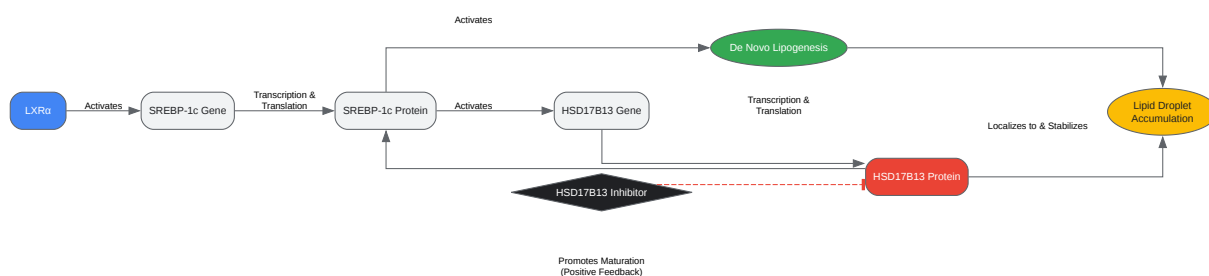 Activates
De Novo Lipogenesis
LXRα
Activates
SREBP-1c Gene
Transcription &
Translation
SREBP-1c Protein
Activates
HSD17B13 Gene
Transcription &
Translation
Lipid Droplet
Accumulation
Localizes to & Stabilizes
HSD17B13 Protein
HSD17B13 Inhibitor
Promotes Maturation
(Positive Feedback)